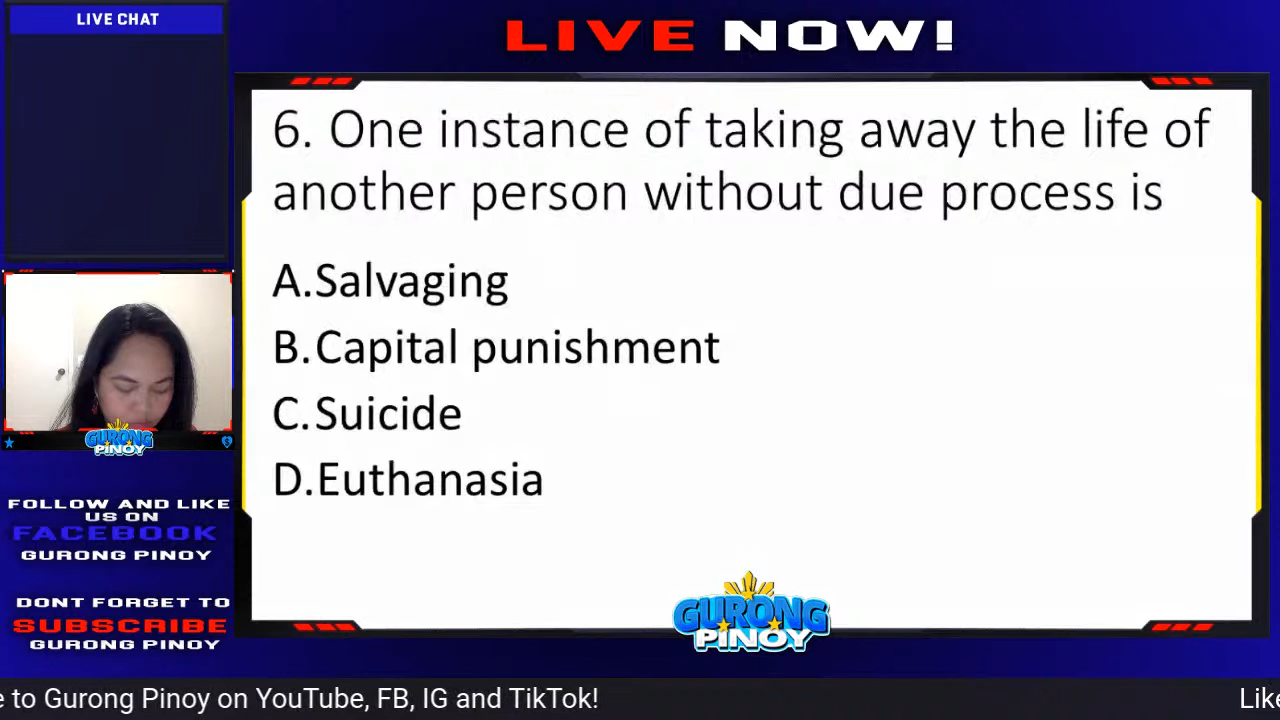 LIVE CHAT
LIVE NOW!
6. One instance of taking away the life of
another person without due process is
A.Salvaging
B.Capital punishment
C.Suicide
D.Euthanasia
GURONG
PINOY
FOLLOW AND LIKE
US ON
FACEBOOK
GURONG PINOY
DONT FORGET TO
SUBSCRIBE
GURONG PINOY
GURONG
PINOY
e to Gurong Pinoy on YouTube, FB, IG and TikTok!
Like